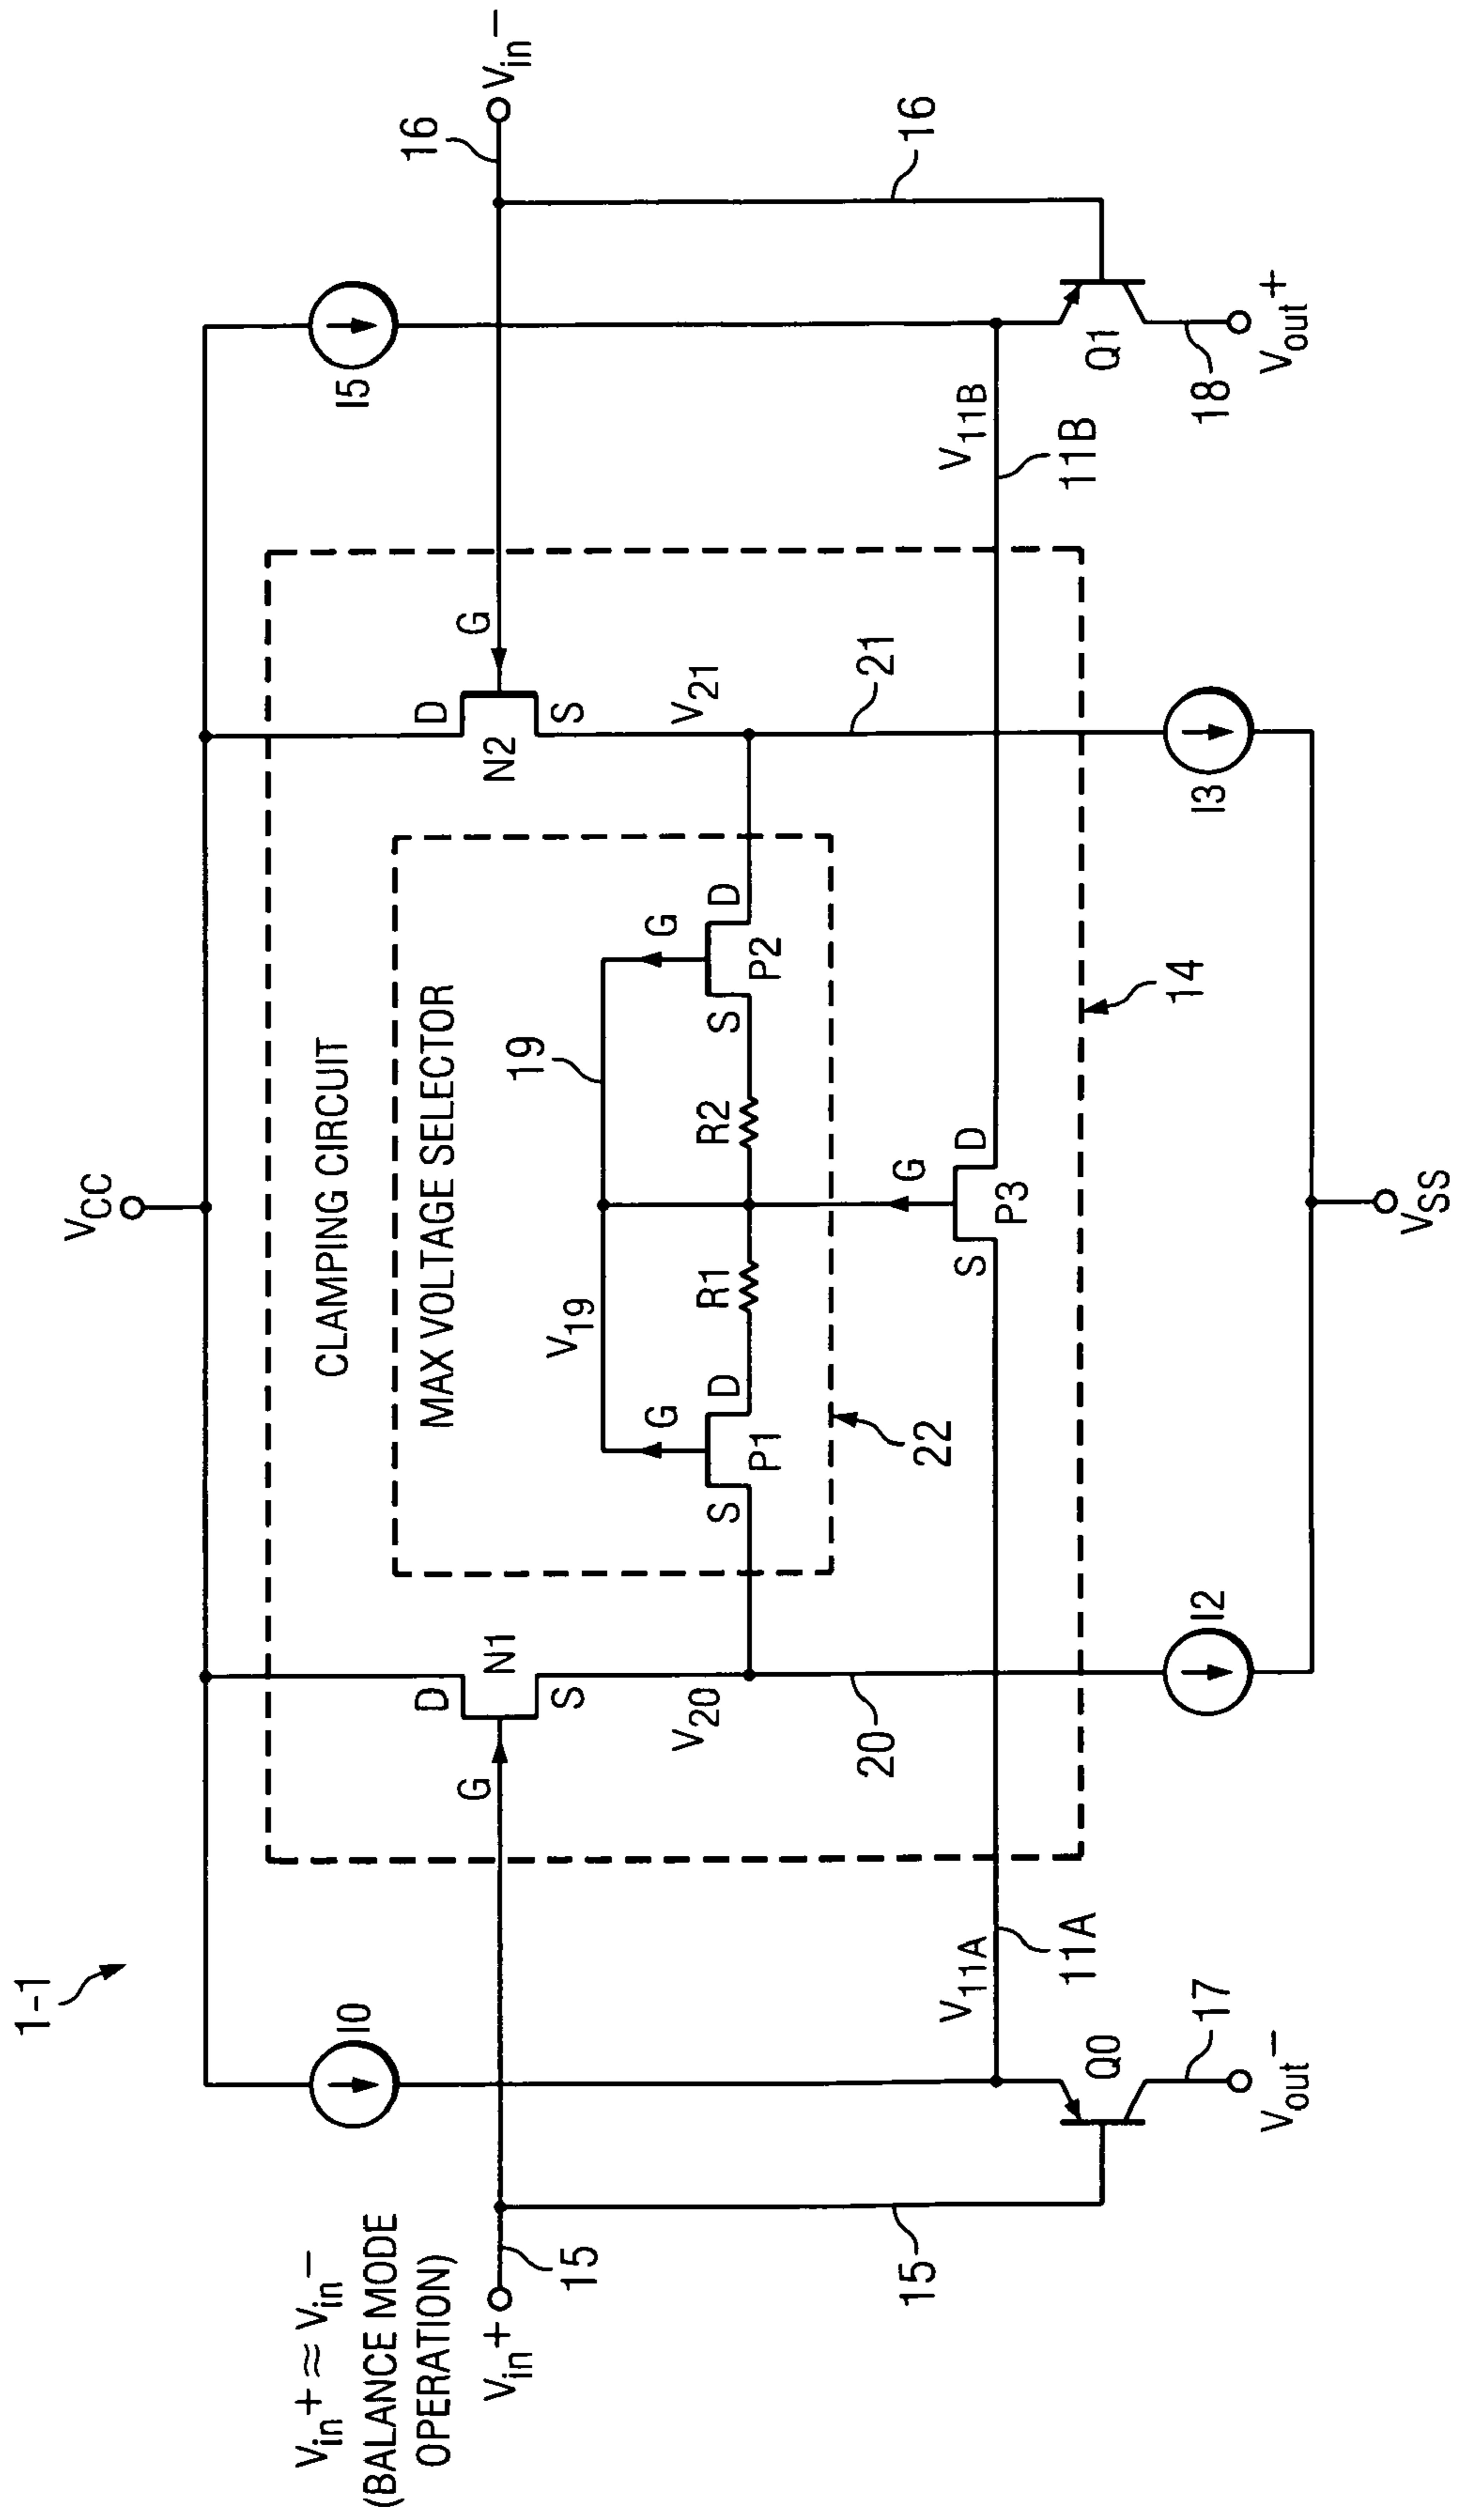 1-1
VCC
Vin+ ≈ Vin−
(BALANCE MODE
OPERATION)
I0
I5
CLAMPING CIRCUIT
MAX VOLTAGE SELECTOR
Vin+
15
G
D
N1
S
D
N2
S
G
16
Vin−
V19
19
G
G
V20
V21
S
P1
D
R1
R2
S
P2
D
20
22
21
15
16
G
V11A
11A
S
P3
D
V11B
11B
14
Q0
Q1
17
18
I2
I3
Vout−
Vout+
VSS